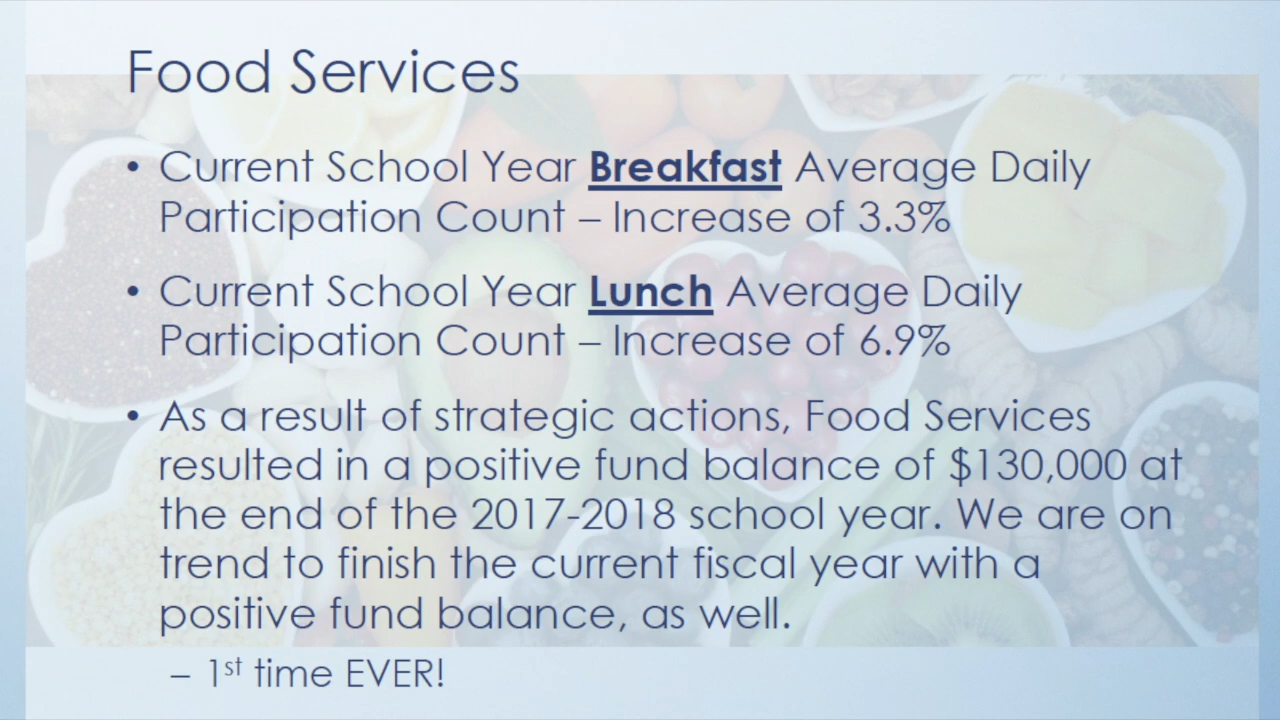 Food Services
• Current School Year Breakfast Average Daily
Participation Count – Increase of 3.3%
• Current School Year Lunch Average Daily
Participation Count – Increase of 6.9%
• As a result of strategic actions, Food Services
resulted in a positive fund balance of $130,000 at
the end of the 2017-2018 school year. We are on
trend to finish the current fiscal year with a
positive fund balance, as well.
– 1st time EVER!